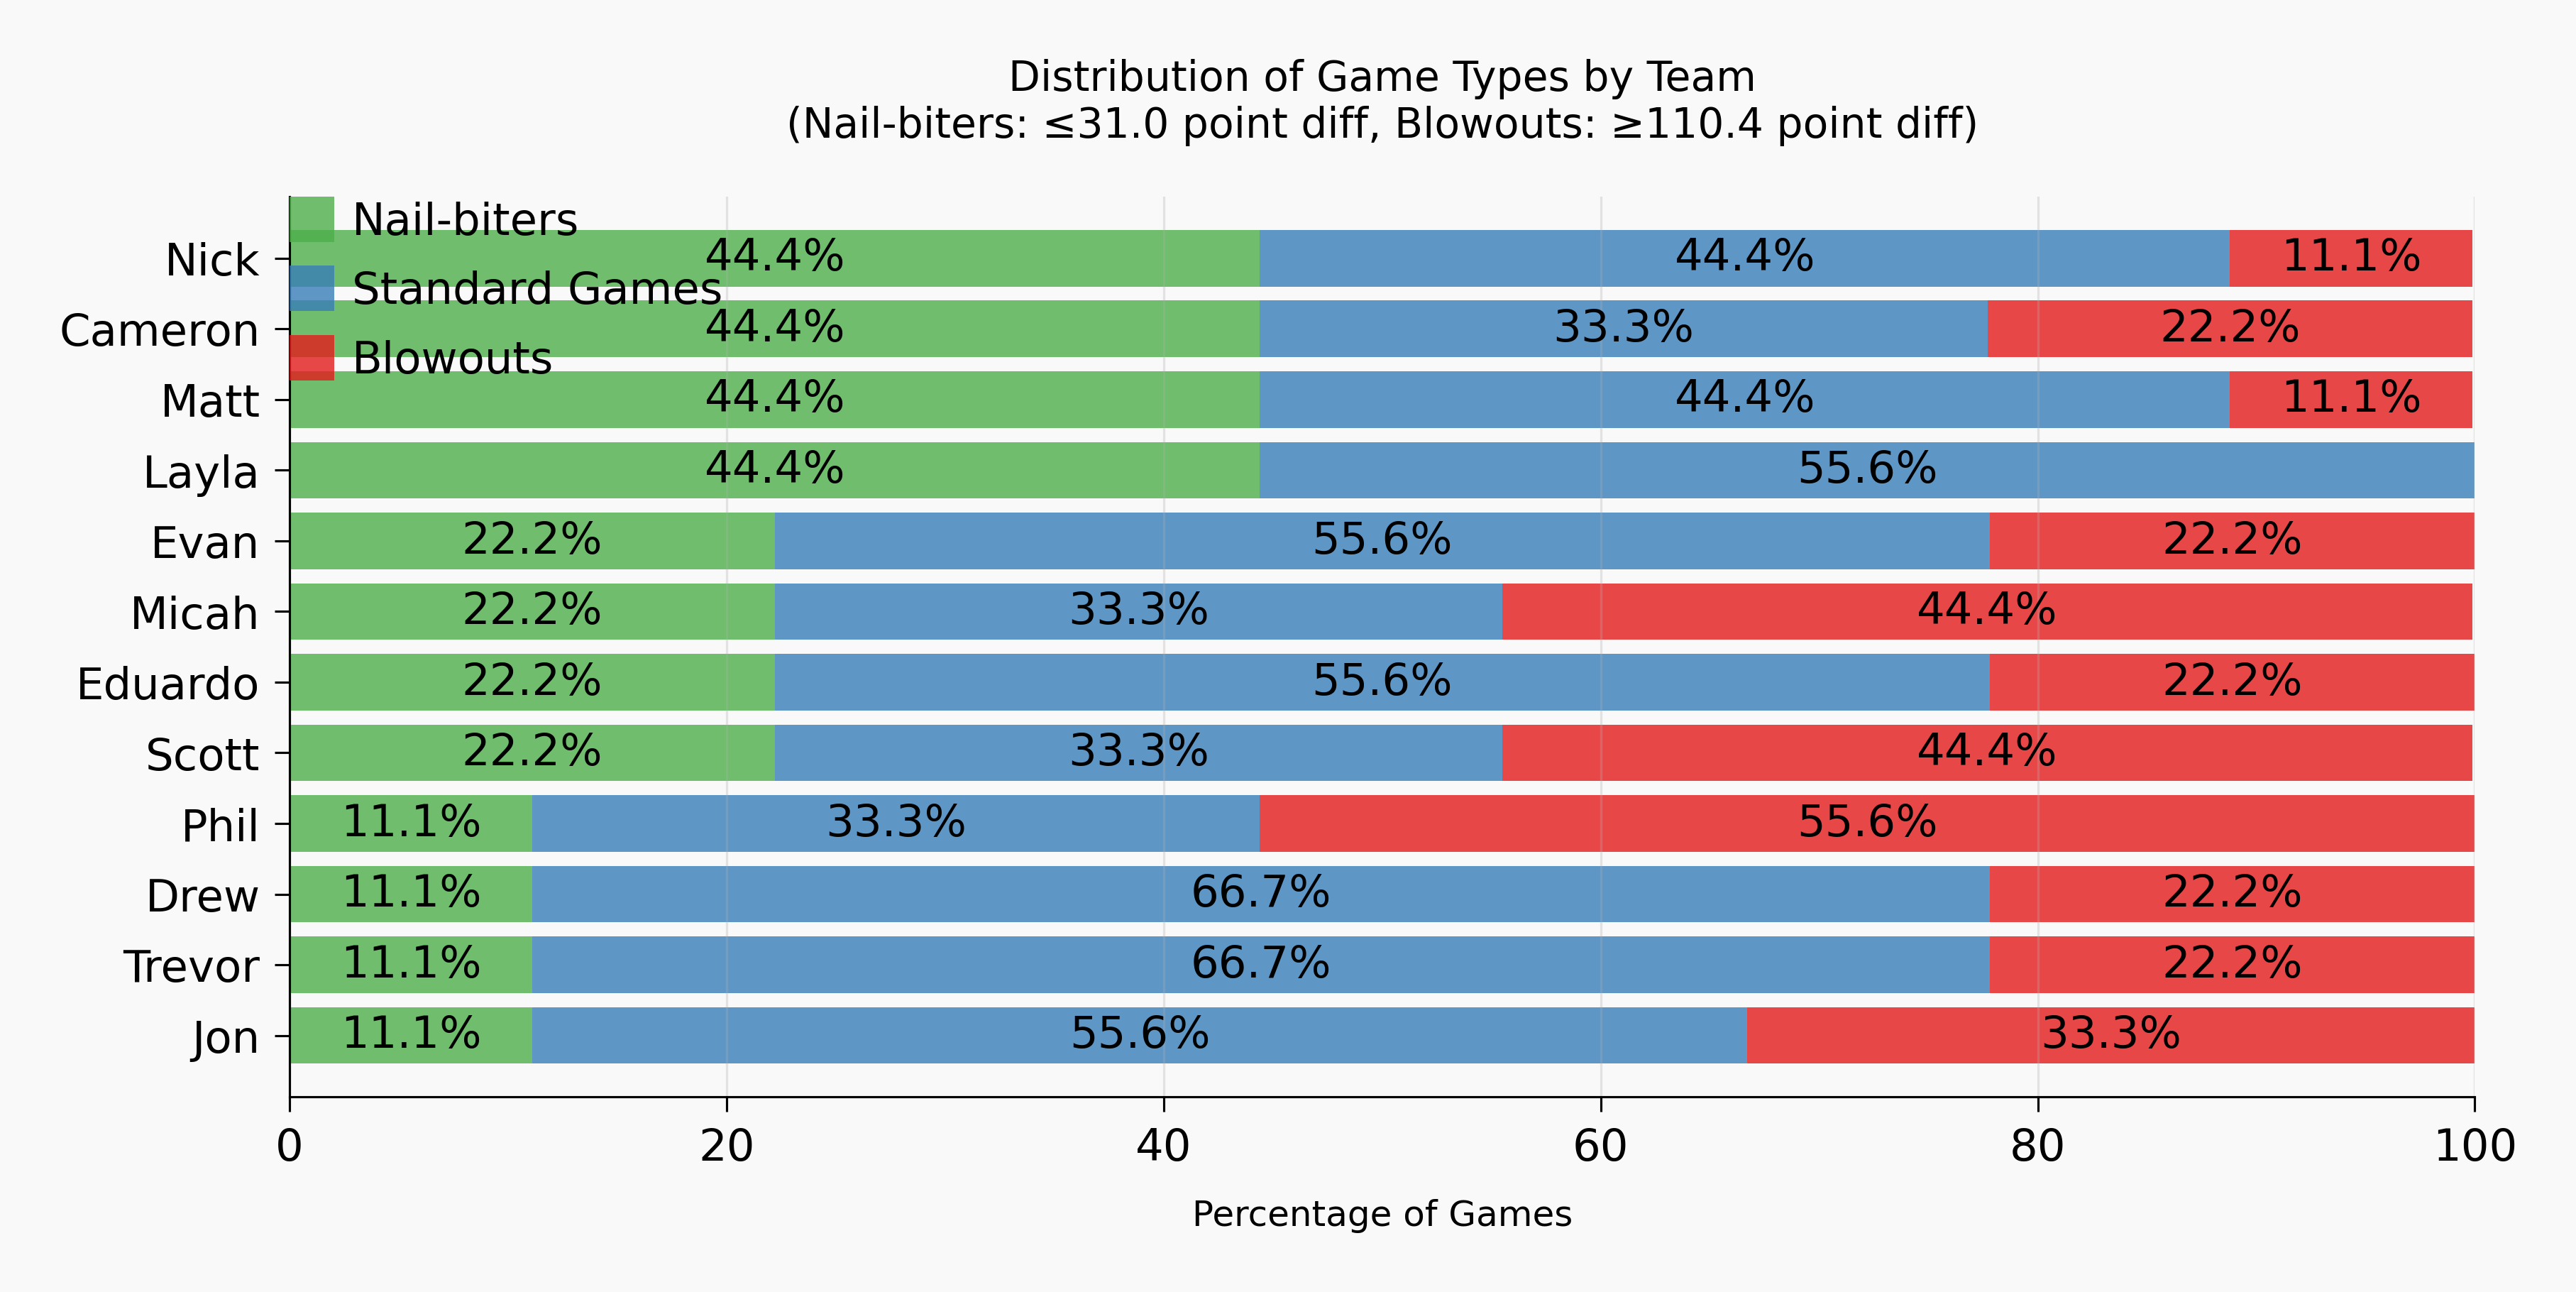 Distribution of Game Types by Team
(Nail-biters: ≤31.0 point diff, Blowouts: ≥110.4 point diff)
Nail-biters
Standard Games
Blowouts
Nick 44.4% 44.4% 11.1%
Cameron 44.4% 33.3% 22.2%
Matt 44.4% 44.4% 11.1%
Layla 44.4% 55.6%
Evan 22.2% 55.6% 22.2%
Micah 22.2% 33.3% 44.4%
Eduardo 22.2% 55.6% 22.2%
Scott 22.2% 33.3% 44.4%
Phil 11.1% 33.3% 55.6%
Drew 11.1% 66.7% 22.2%
Trevor 11.1% 66.7% 22.2%
Jon 11.1% 55.6% 33.3%
0 20 40 60 80 100
Percentage of Games